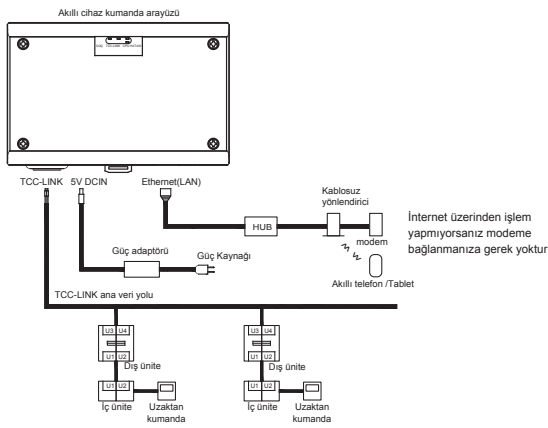 Akıllı cihaz kumanda arayüzü
TCC-LINK
5V DCIN
Ethernet(LAN)
Kablosuz
yönlendirici
HUB
modem
İnternet üzerinden işlem
yapmıyorsanız modeme
bağlanmanıza gerek yoktur
Güç adaptörü
Güç Kaynağı
Akıllı telefon /Tablet
TCC-LINK ana veri yolu
U3 U4
U1 U2
Dış ünite
U1 U2
İç ünite
Uzaktan
kumanda
U3 U4
U1 U2
Dış ünite
U1 U2
İç ünite
Uzaktan
kumanda